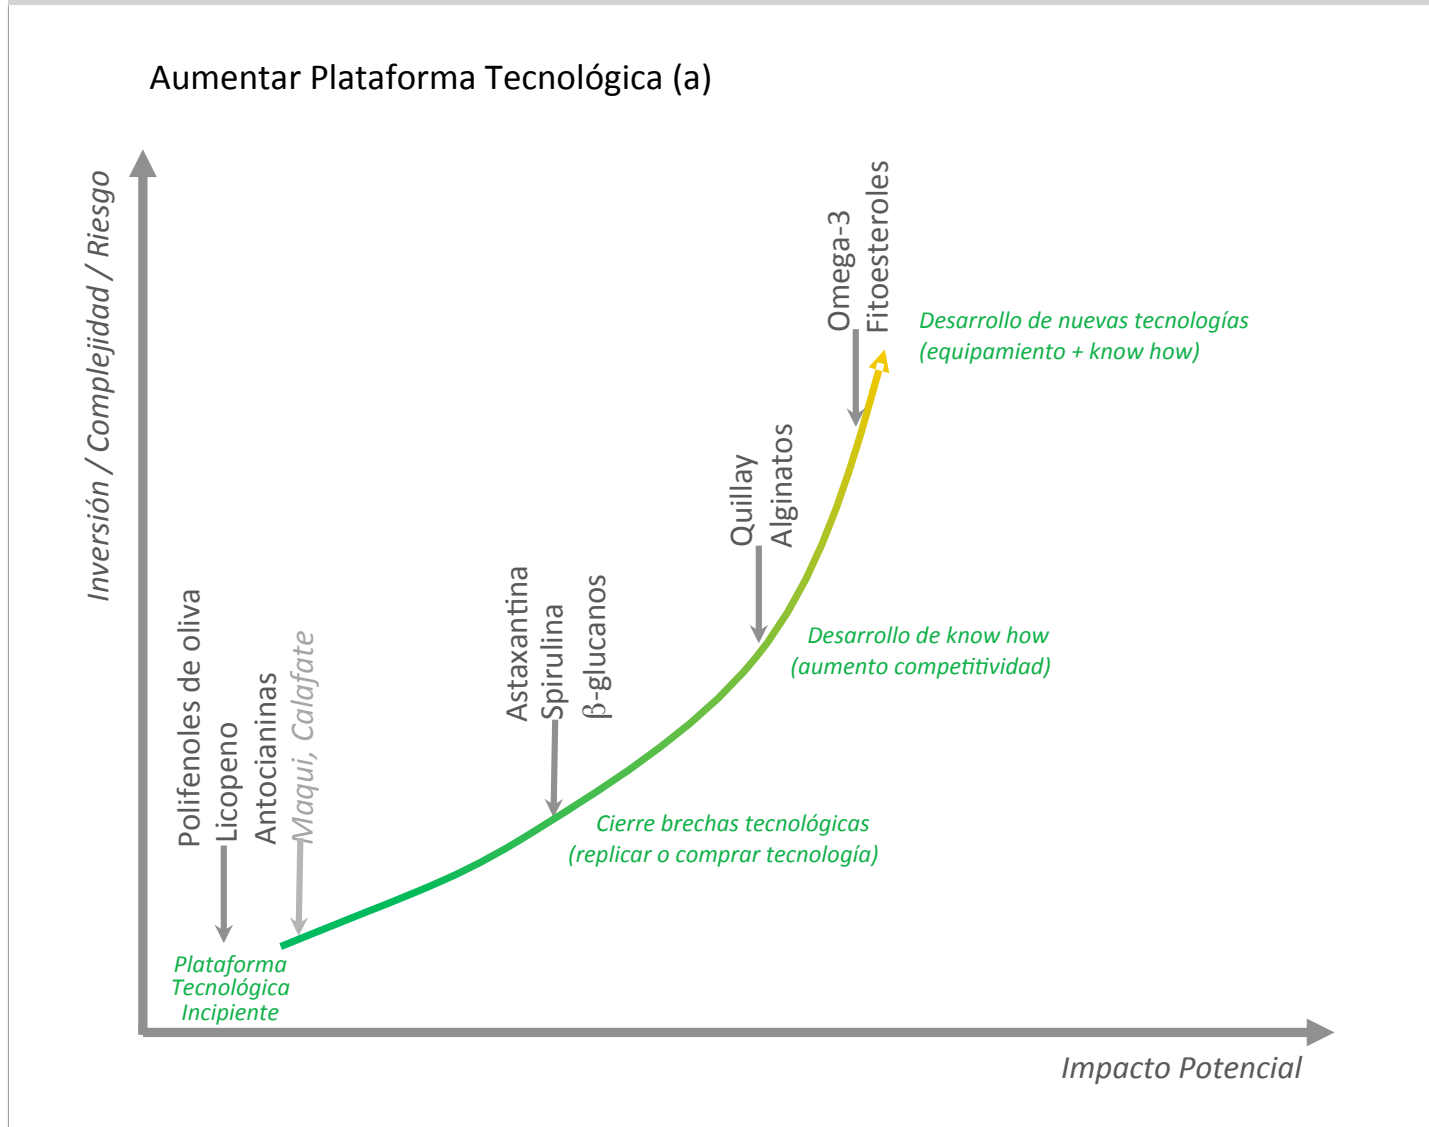 Aumentar Plataforma Tecnológica (a)
Inversión / Complejidad / Riesgo
Polifenoles de oliva
Licopeno
Antocianinas
Maqui, Calafate
Plataforma
Tecnológica
Incipiente
Astaxantina
Spirulina
β-glucanos
Cierre brechas tecnológicas
(replicar o comprar tecnología)
Quillay
Alginatos
Desarrollo de know how
(aumento competitividad)
Omega-3
Fitoesteroles
Desarrollo de nuevas tecnologías
(equipamiento + know how)
Impacto Potencial